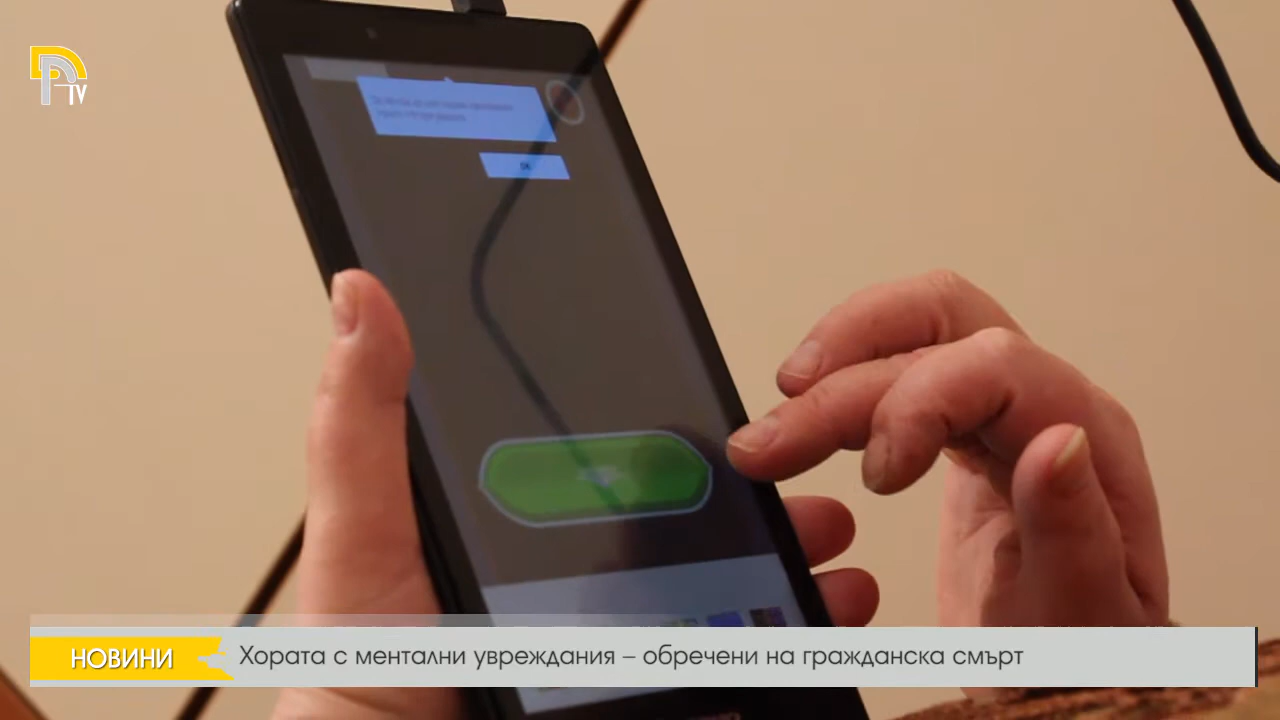 TV
OK
НОВИНИ
Хората с ментални увреждания – обречени на гражданска смърт